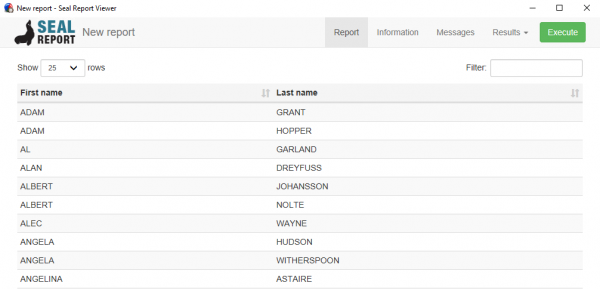 New report - Seal Report Viewer
SEAL REPORT New report Report Information Messages Results Execute
Show 25 rows Filter:
First name Last name
ADAM GRANT
ADAM HOPPER
AL GARLAND
ALAN DREYFUSS
ALBERT JOHANSSON
ALBERT NOLTE
ALEC WAYNE
ANGELA HUDSON
ANGELA WITHERSPOON
ANGELINA ASTAIRE